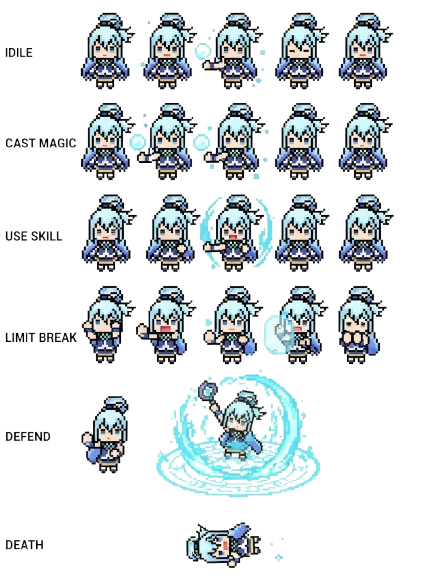 IDILE
CAST MAGIC
USE SKILL
LIMIT BREAK
DEFEND
DEATH